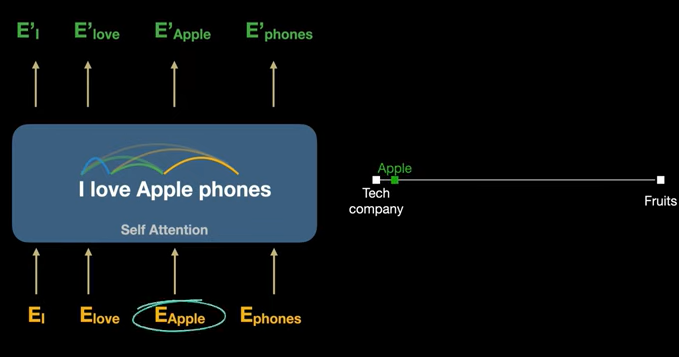 E'I E'love E'Apple E'phones
I love Apple phones
Self Attention
EI Elove EApple Ephones
Apple
Tech
company
Fruits